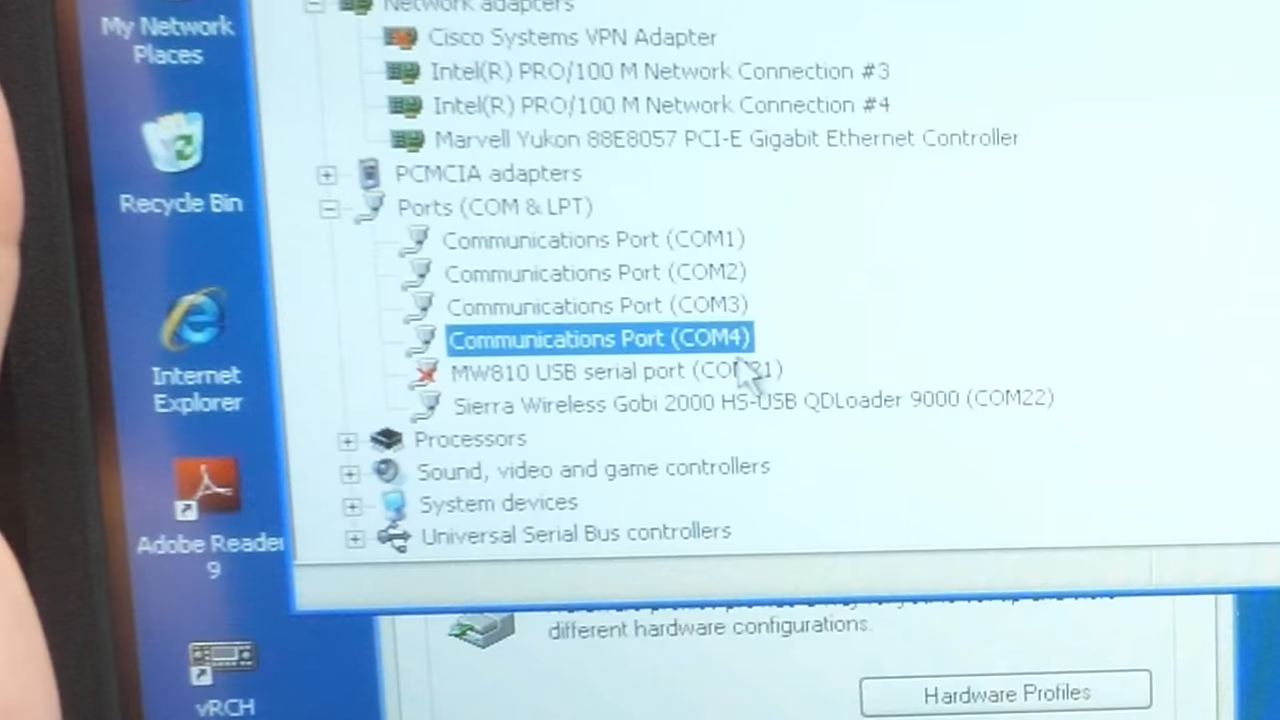 My Network
Places
Recycle Bin
Internet
Explorer
Adobe Reader
9
vRCH
Network adapters
Cisco Systems VPN Adapter
Intel(R) PRO/100 M Network Connection #3
Intel(R) PRO/100 M Network Connection #4
Marvell Yukon 88E8057 PCI-E Gigabit Ethernet Controller
PCMCIA adapters
Ports (COM & LPT)
Communications Port (COM1)
Communications Port (COM2)
Communications Port (COM3)
Communications Port (COM4)
MW810 USB serial port
Sierra Wireless Gobi 2000 HS-USB QDLoader 9000 (COM22)
Processors
Sound, video and game controllers
System devices
Universal Serial Bus controllers
different hardware configurations.
Hardware Profiles